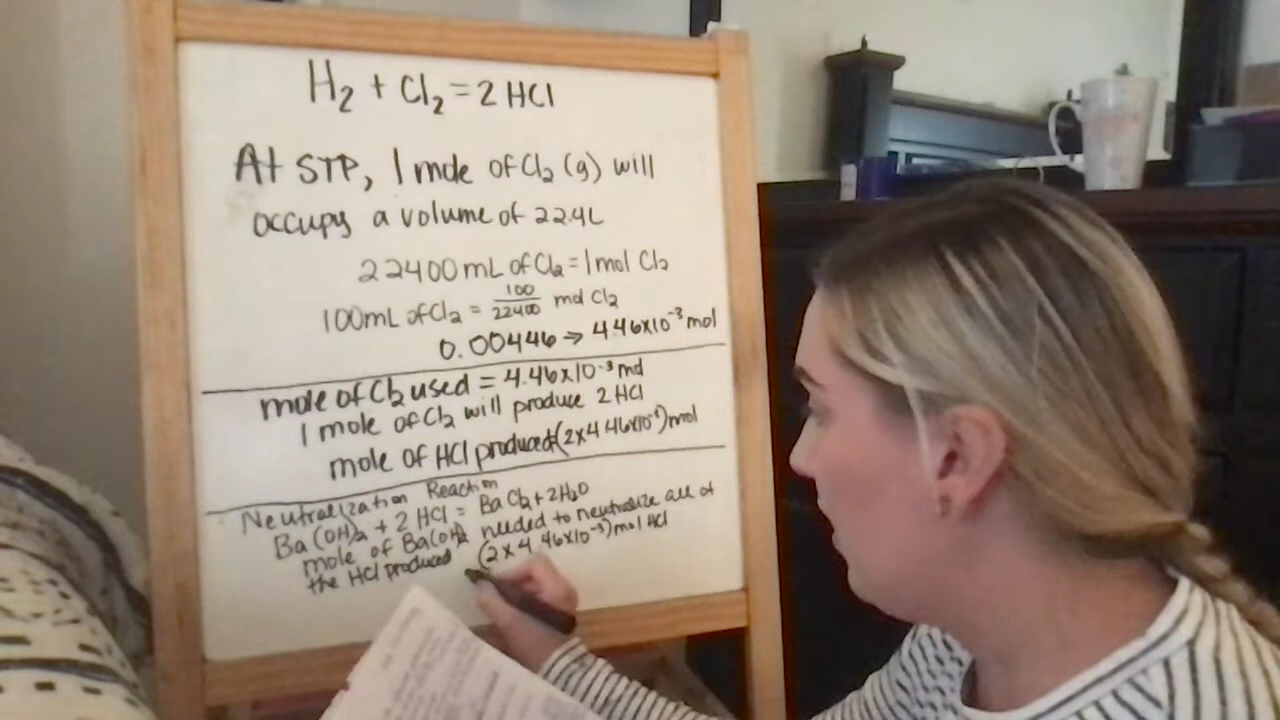 H₂ + Cl₂ = 2 HCl
At STP, 1 mole of Cl₂ (g) will
occupy a volume of 22.4L
22400 mL of Cl₂ = 1 mol Cl₂
100mL of Cl₂ = 100/22400 mol Cl₂
0.00446 → 4.46x10⁻³ mol
mole of Cl₂ used = 4.46x10⁻³ mol
1 mole of Cl₂ will produce 2 HCl
mole of HCl produced=(2x4.46x10⁻³)mol
Neutralization Reaction
Ba(OH)₂ + 2 HCl = BaCl₂ + 2H₂O
mole of Ba(OH)₂ needed to neutralize all of
the HCl produced (2 x 4.46x10⁻³) mol HCl